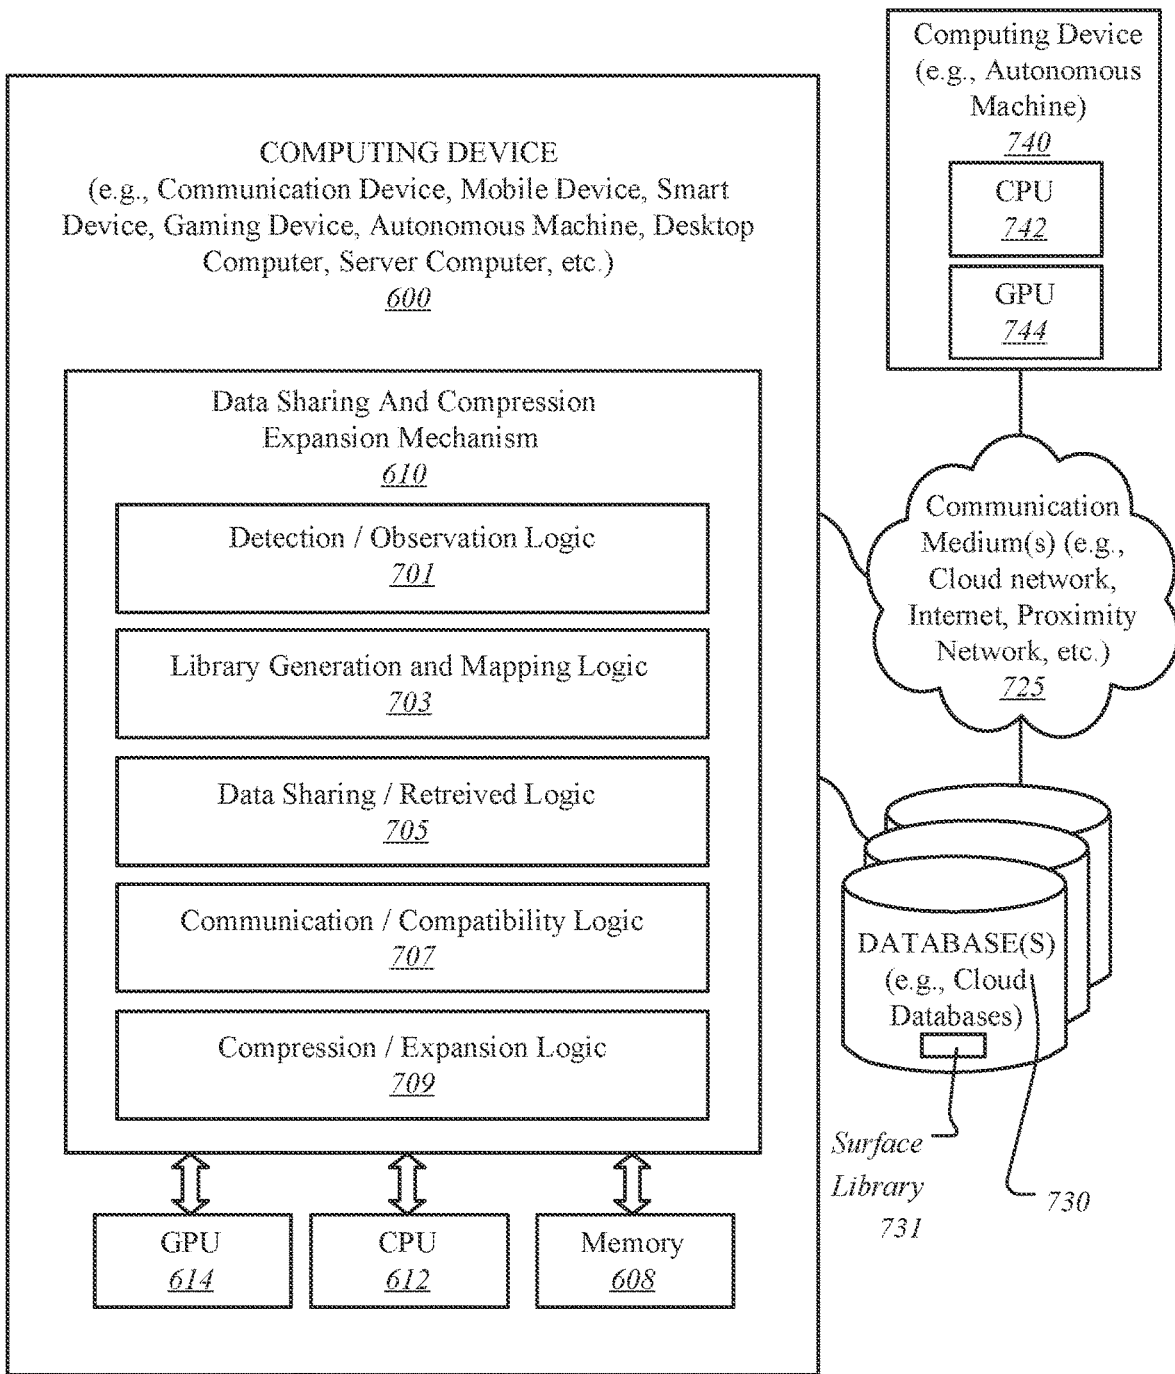 COMPUTING DEVICE
(e.g., Communication Device, Mobile Device, Smart
Device, Gaming Device, Autonomous Machine, Desktop
Computer, Server Computer, etc.)
600
Data Sharing And Compression
Expansion Mechanism
610
Detection / Observation Logic
701
Library Generation and Mapping Logic
703
Data Sharing / Retreived Logic
705
Communication / Compatibility Logic
707
Compression / Expansion Logic
709
GPU
614
CPU
612
Memory
608
Computing Device
(e.g., Autonomous
Machine)
740
CPU
742
GPU
744
Communication
Medium(s) (e.g.,
Cloud network,
Internet, Proximity
Network, etc.)
725
DATABASE(S)
(e.g., Cloud
Databases)
Surface
Library
731
730